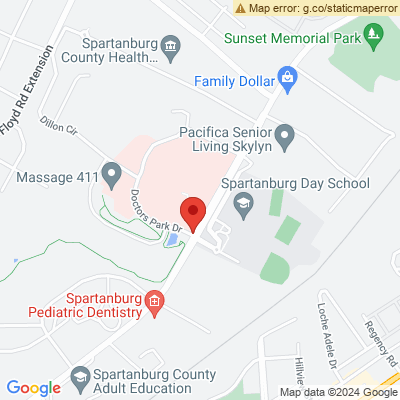 Map error: g.co/staticmaperror
Sunset Memorial Park
Spartanburg
County Health...
Floyd Rd Extension
Family Dollar
Dillon Cir
Pacifica Senior
Living Skylyn
Massage 411
Spartanburg Day School
Doctors Park Dr
Spartanburg
Pediatric Dentistry
Loche Adele Dr
Regency Rd
Hillview
Spartanburg County
Adult Education
Google
Map data ©2024 Google